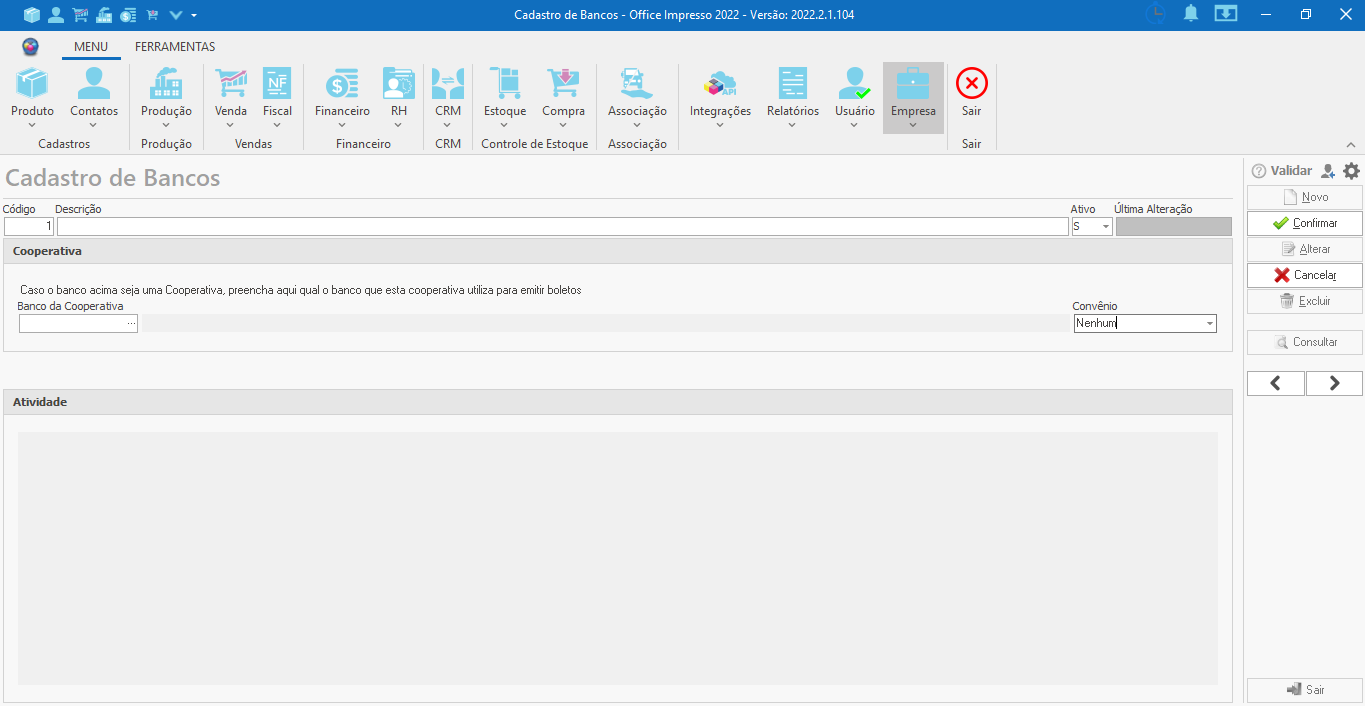 Cadastro de Bancos - Office Impresso 2022 - Versão: 2022.2.1.104
MENU FERRAMENTAS
NF API
Produto Contatos Produção Venda Fiscal Financeiro RH CRM Estoque Compra Associação Integrações Relatórios Usuário Empresa Sair
Cadastros Produção Vendas Financeiro CRM Controle de Estoque Associação Sair
Cadastro de Bancos
Validar
Código Descrição Ativo Última Alteração
1 S
Novo
Confirmar
Alterar
Cancelar
Excluir
Consultar
Cooperativa
Caso o banco acima seja uma Cooperativa, preencha aqui qual o banco que esta cooperativa utiliza para emitir boletos
Banco da Cooperativa Convênio
... Nenhum
Atividade
Sair